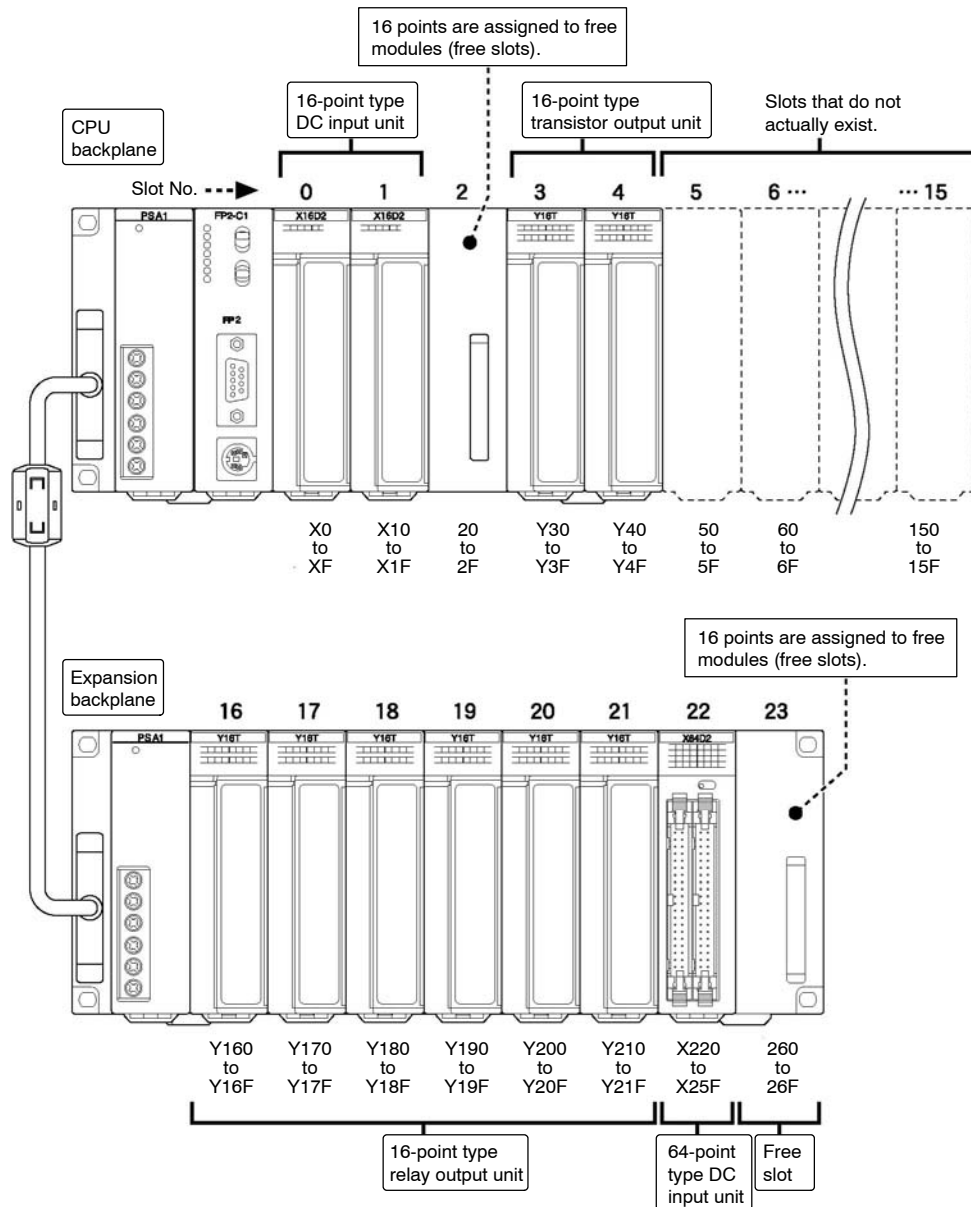 16 points are assigned to free
modules (free slots).
16-point type
DC input unit
16-point type
transistor output unit
Slots that do not
actually exist.
CPU
backplane
Slot No.
0 1 2 3 4 5 6 ··· ··· 15
PSA1 FP2-C1 X16D2 X16D2 Y16T Y16T
FP2
X0 X10 20 Y30 Y40 50 60 150
to to to to to to to to
XF X1F 2F Y3F Y4F 5F 6F 15F
16 points are assigned to free
modules (free slots).
Expansion
backplane
16 17 18 19 20 21 22 23
PSA1 Y16T Y16T Y16T Y16T Y16T Y16T X64D2
Y160 Y170 Y180 Y190 Y200 Y210 X220 260
to to to to to to to to
Y16F Y17F Y18F Y19F Y20F Y21F X25F 26F
16-point type
relay output unit
64-point
type DC
input unit
Free
slot